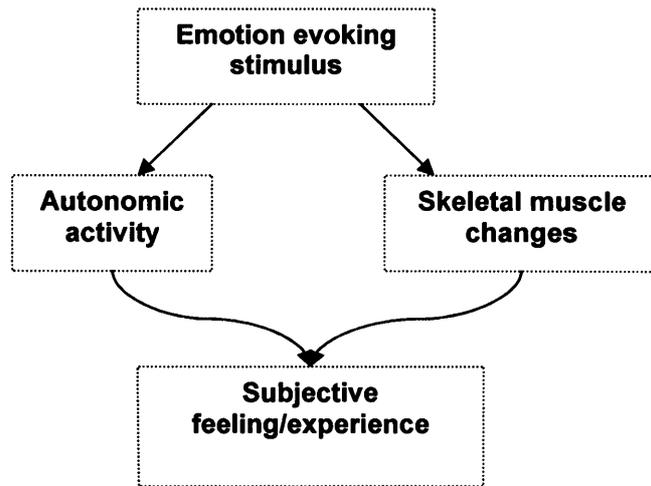 Emotion evoking
stimulus
Autonomic
activity
Skeletal muscle
changes
Subjective
feeling/experience